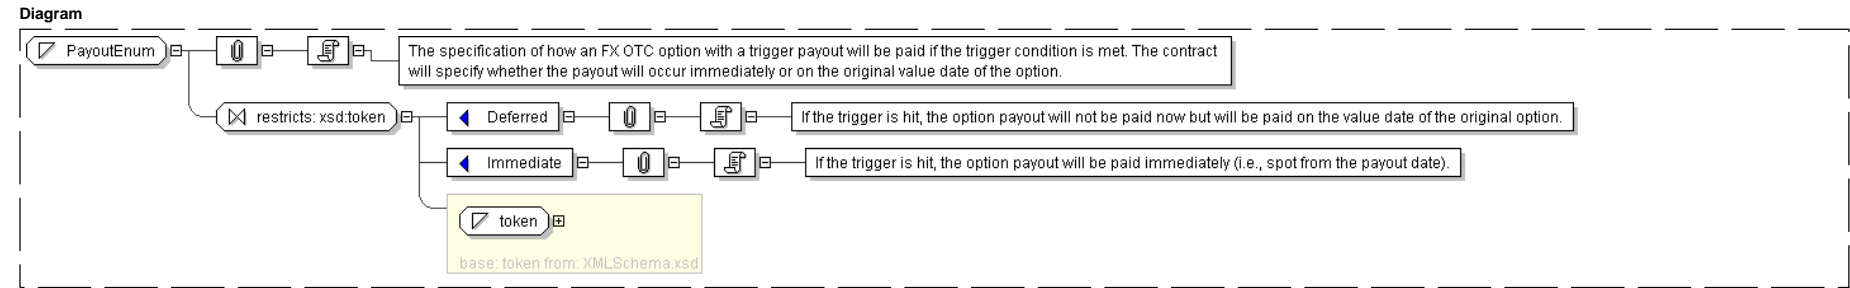 Diagram
PayoutEnum
The specification of how an FX OTC option with a trigger payout will be paid if the trigger condition is met. The contract
will specify whether the payout will occur immediately or on the original value date of the option.
restricts: xsd:token
Deferred
If the trigger is hit, the option payout will not be paid now but will be paid on the value date of the original option.
Immediate
If the trigger is hit, the option payout will be paid immediately (i.e., spot from the payout date).
token
base: token from: XMLSchema.xsd